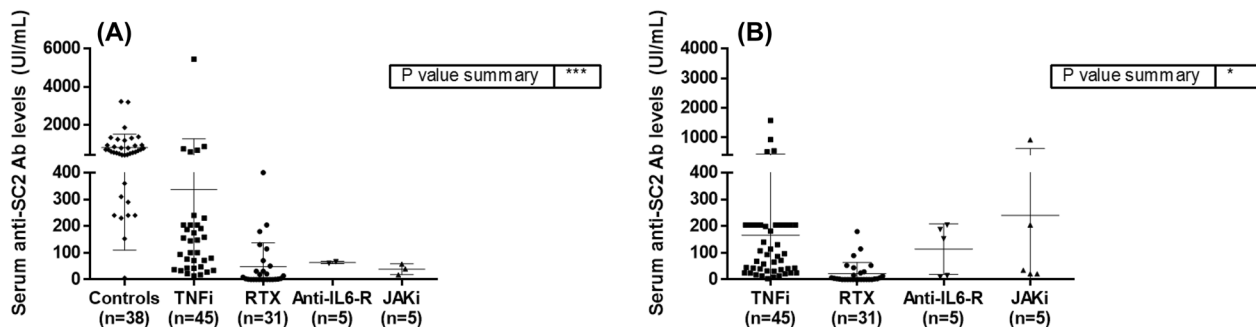 (A)
Serum anti-SC2 Ab levels (UI/mL)
6000
4000
2000
400
300
200
100
0
P value summary ***
Controls TNFi RTX Anti-IL6-R JAKi
(n=38) (n=45) (n=31) (n=5) (n=5)
(B)
Serum anti-SC2 Ab levels (UI/mL)
4000
3000
2000
1000
400
300
200
100
0
P value summary *
TNFi RTX Anti-IL6-R JAKi
(n=45) (n=31) (n=5) (n=5)